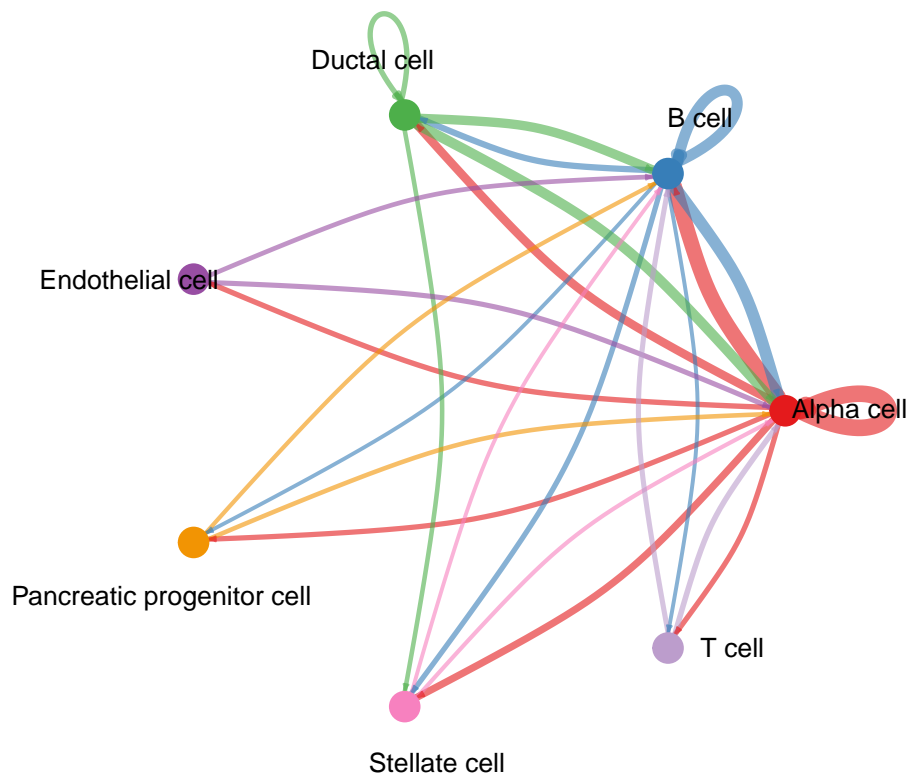 Ductal cell
B cell
Endothelial cell
Alpha cell
Pancreatic progenitor cell
T cell
Stellate cell